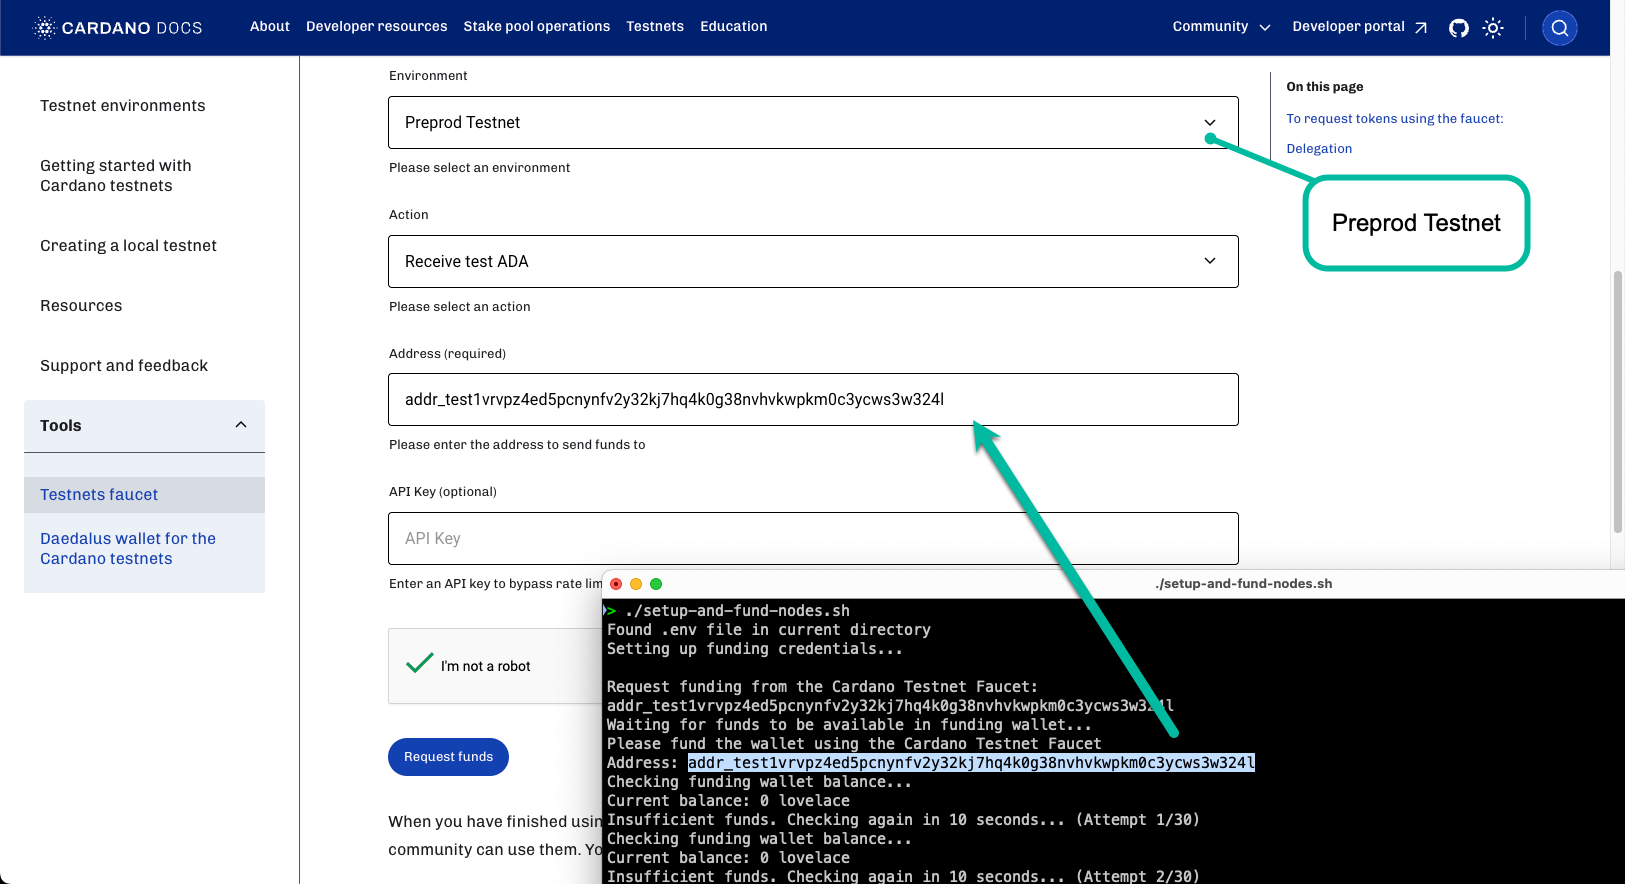 CARDANO DOCS
About
Developer resources
Stake pool operations
Testnets
Education
Community
Developer portal
Testnet environments
Getting started with
Cardano testnets
Creating a local testnet
Resources
Support and feedback
Tools
Testnets faucet
Daedalus wallet for the
Cardano testnets
Environment
Preprod Testnet
Please select an environment
Action
Receive test ADA
Please select an action
Address (required)
addr_test1vrvpz4ed5pcnynfv2y32kj7hq4k0g38nvhvkwpkm0c3ycws3w324l
Please enter the address to send funds to
API Key (optional)
API Key
Enter an API key to bypass rate lim
I'm not a robot
Request funds
When you have finished usin
community can use them. Yo
On this page
To request tokens using the faucet:
Delegation
Preprod Testnet
./setup-and-fund-nodes.sh
> ./setup-and-fund-nodes.sh
Found .env file in current directory
Setting up funding credentials...
Request funding from the Cardano Testnet Faucet:
addr_test1vrvpz4ed5pcnynfv2y32kj7hq4k0g38nvhvkwpkm0c3ycws3w324l
Waiting for funds to be available in funding wallet...
Please fund the wallet using the Cardano Testnet Faucet
Address: addr_test1vrvpz4ed5pcnynfv2y32kj7hq4k0g38nvhvkwpkm0c3ycws3w324l
Checking funding wallet balance...
Current balance: 0 lovelace
Insufficient funds. Checking again in 10 seconds... (Attempt 1/30)
Checking funding wallet balance...
Current balance: 0 lovelace
Insufficient funds. Checking again in 10 seconds... (Attempt 2/30)